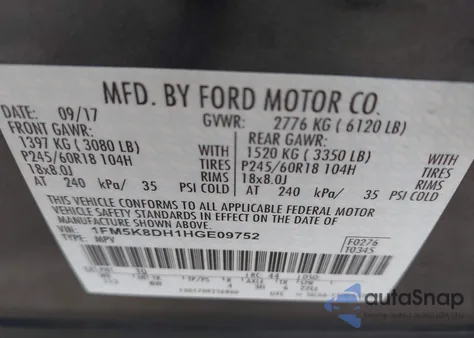 MFD. BY FORD MOTOR CO.
DATE: 09/17 GVWR: 2776 KG ( 6120 LB)
FRONT GAWR: REAR GAWR:
1397 KG ( 3080 LB) WITH 1520 KG ( 3350 LB) WITH
P245/60R18 104H TIRES P245/60R18 104H TIRES
18x8.0J RIMS 18x8.0J RIMS
AT 240 kPa/ 35 PSI COLD AT 240 kPa/ 35 PSI COLD
THIS VEHICLE CONFORMS TO ALL APPLICABLE FEDERAL MOTOR
VEHICLE SAFETY STANDARDS IN EFFECT ON THE DATE OF
MANUFACTURE SHOWN ABOVE.
VIN: 1FM5K8DH1HGE09752 F0276
TYPE: MPV T0345
RC: 44 DSO:
autoSnap